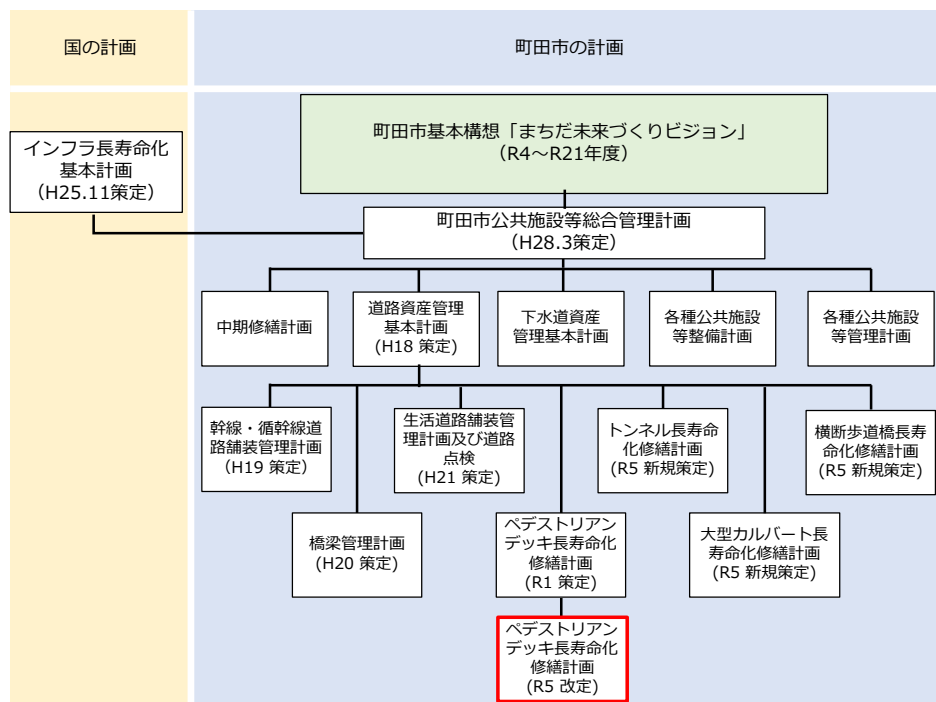 国の計画
町田市の計画
町田市基本構想「まちだ未来づくりビジョン」
（R4～R21年度）
インフラ長寿命化
基本計画
（H25.11策定）
町田市公共施設等総合管理計画
（H28.3策定）
中期修繕計画
道路資産管理
基本計画
(H18 策定)
下水道資産
管理基本計画
各種公共施設
等整備計画
各種公共施設
等管理計画
幹線・循幹線道
路舗装管理計画
(H19 策定)
生活道路舗装管
理計画及び道路
点検
(H21 策定)
トンネル長寿命
化修繕計画
(R5 新規策定)
横断歩道橋長寿
命化修繕計画
(R5 新規策定)
橋梁管理計画
(H20 策定)
ペデストリアン
デッキ長寿命化
修繕計画
(R1 策定)
大型カルバート長
寿命化修繕計画
(R5 新規策定)
ペデストリアン
デッキ長寿命化
修繕計画
(R5 改定)